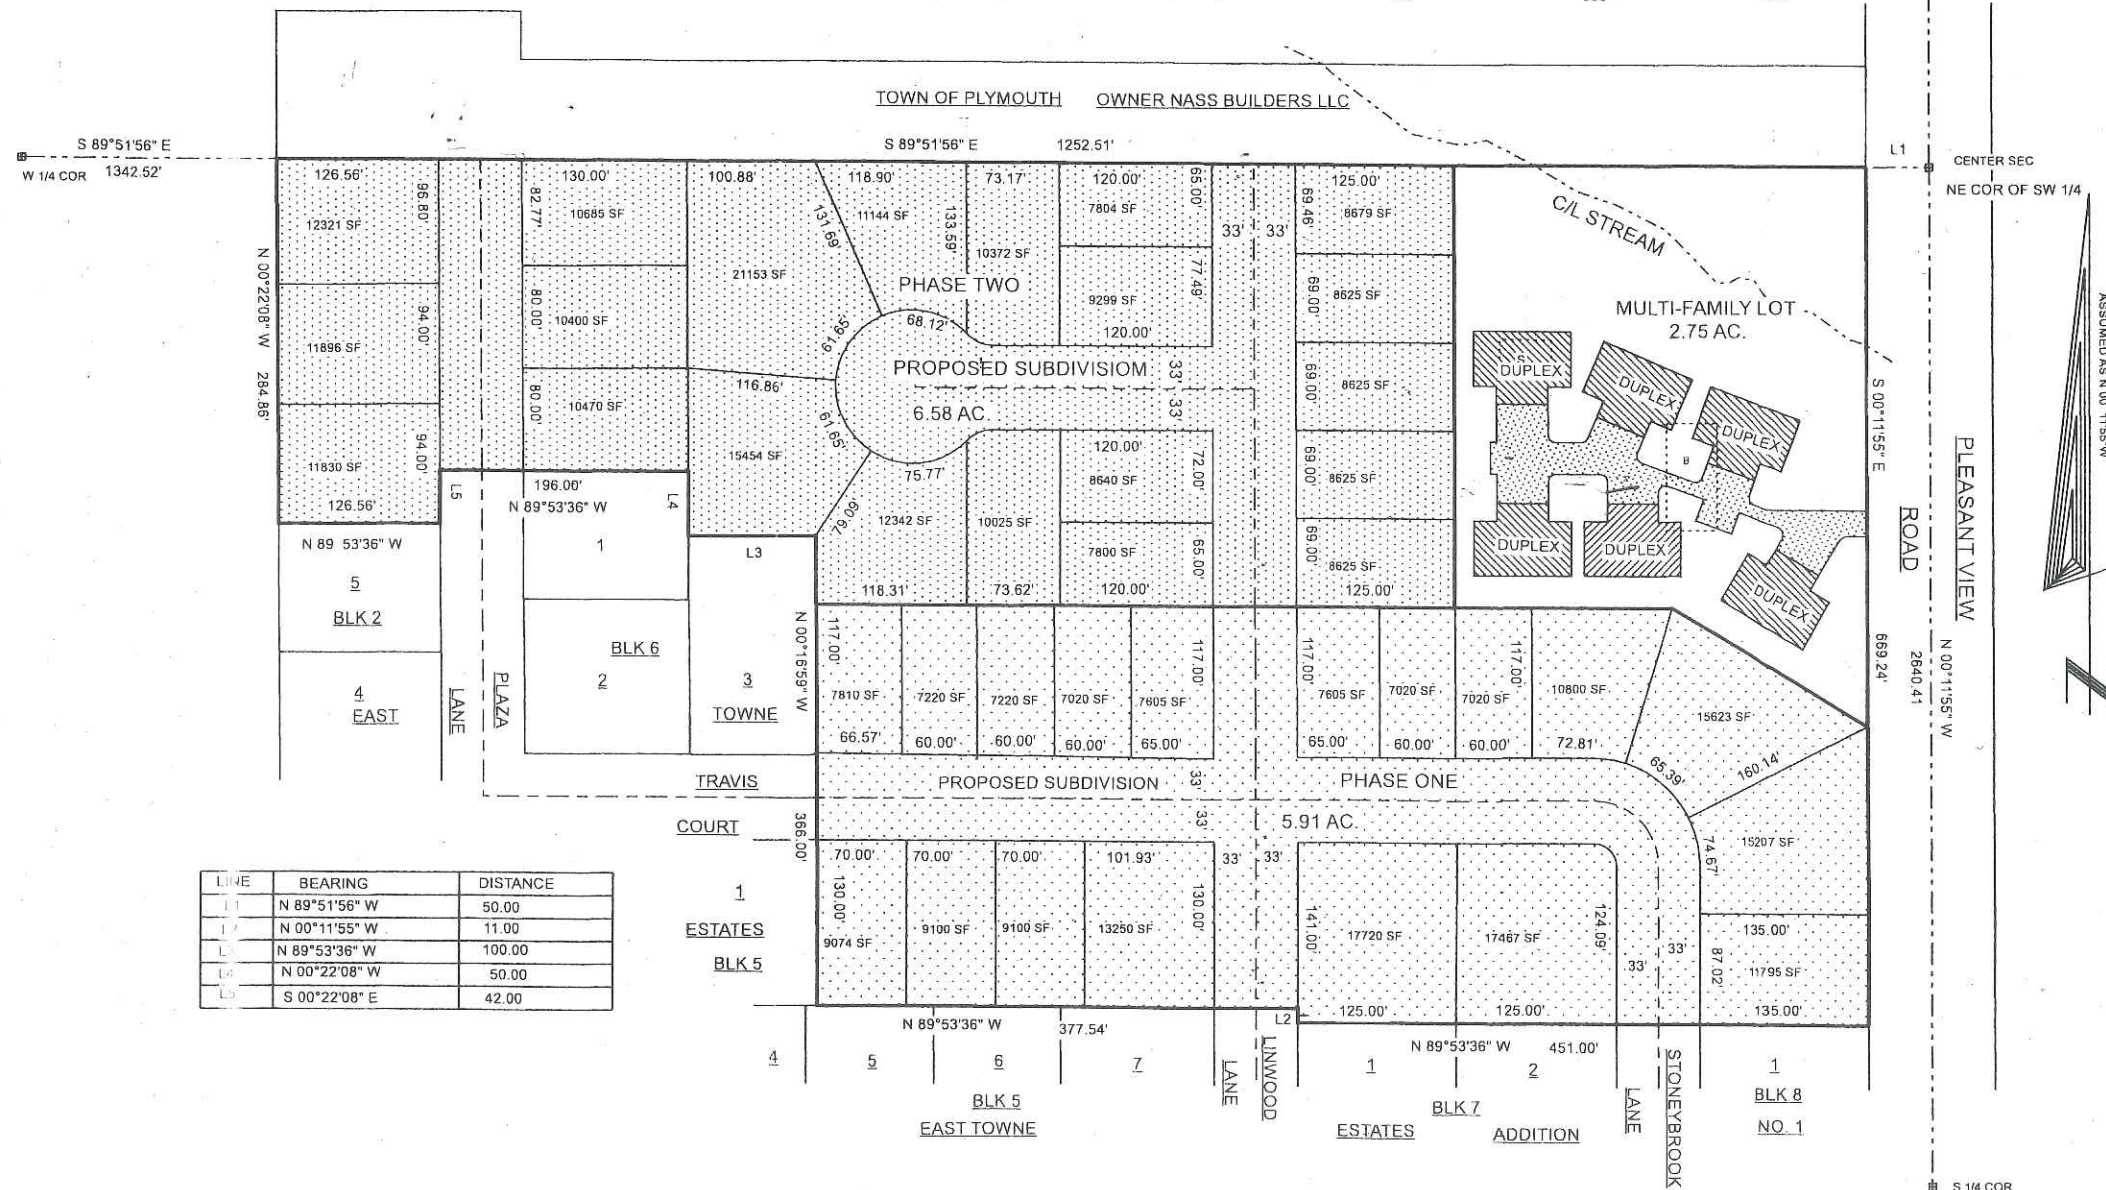 TOWN OF PLYMOUTH OWNER NASS BUILDERS LLC
S 89°51'56" E
1342.52'
W 1/4 COR
S 89°51'56" E 1252.51'
L1
CENTER SEC
NE COR OF SW 1/4
126.56'
96.80'
12321 SF
94.00'
11896 SF
94.00'
11830 SF
126.56'
N 00°22'08" W 284.86'
N 89 53'36" W
5
BLK 2
4
EAST
LANE
PLAZA
130.00'
82.77'
10685 SF
80.00'
10400 SF
80.00'
10470 SF
196.00'
N 89°53'36" W
L5
L4
L3
1
BLK 6
2
3
TOWNE
100.88'
21153 SF
131.69'
116.86'
15454 SF
61.65'
61.65'
79.09'
118.90'
11144 SF
133.59'
73.17'
10372 SF
120.00'
65.00'
7804 SF
77.49'
9299 SF
120.00'
PHASE TWO
68.12'
PROPOSED SUBDIVISIOM
6.58 AC.
33'
33'
75.77'
120.00'
72.00'
8640 SF
12342 SF
10025 SF
7800 SF
65.00'
118.31'
73.62'
120.00'
33' 33'
125.00'
69.46'
8679 SF
69.00'
8625 SF
69.00'
8625 SF
69.00'
8625 SF
69.00'
8625 SF
125.00'
C/L STREAM
MULTI-FAMILY LOT
2.75 AC.
DUPLEX
DUPLEX
DUPLEX
B
DUPLEX
DUPLEX
DUPLEX
S 00°11'55" E
669.24'
ROAD
PLEASANT VIEW
N 00°11'55" W
2640.41
N 00°16'59" W
366.00'
117.00'
7810 SF
7220 SF
7220 SF
7020 SF
7605 SF
117.00'
66.57'
60.00'
60.00'
60.00'
65.00'
117.00'
7605 SF
7020 SF
7020 SF
117.00'
10800 SF
15623 SF
65.00'
60.00'
60.00'
72.81'
65.39'
160.14'
TRAVIS
COURT
PROPOSED SUBDIVISION
33'
33'
PHASE ONE
5.91 AC.
15207 SF
74.67'
70.00'
70.00'
70.00'
101.93'
33' 33'
130.00'
9074 SF
9100 SF
9100 SF
13250 SF
130.00'
141.00'
17720 SF
17467 SF
124.09'
33'
33'
135.00'
87.02'
11795 SF
125.00'
125.00'
135.00'
1
ESTATES
BLK 5
LINE BEARING DISTANCE
L1 N 89°51'56" W 50.00
L2 N 00°11'55" W 11.00
L3 N 89°53'36" W 100.00
L4 N 00°22'08" W 50.00
L5 S 00°22'08" E 42.00
N 89°53'36" W 377.54'
L2
N 89°53'36" W 451.00'
4
5
6
7
BLK 5
EAST TOWNE
LANE
LINWOOD
1
2
BLK 7
ESTATES ADDITION
LANE
STONEYBROOK
1
BLK 8
NO. 1
S 1/4 COR